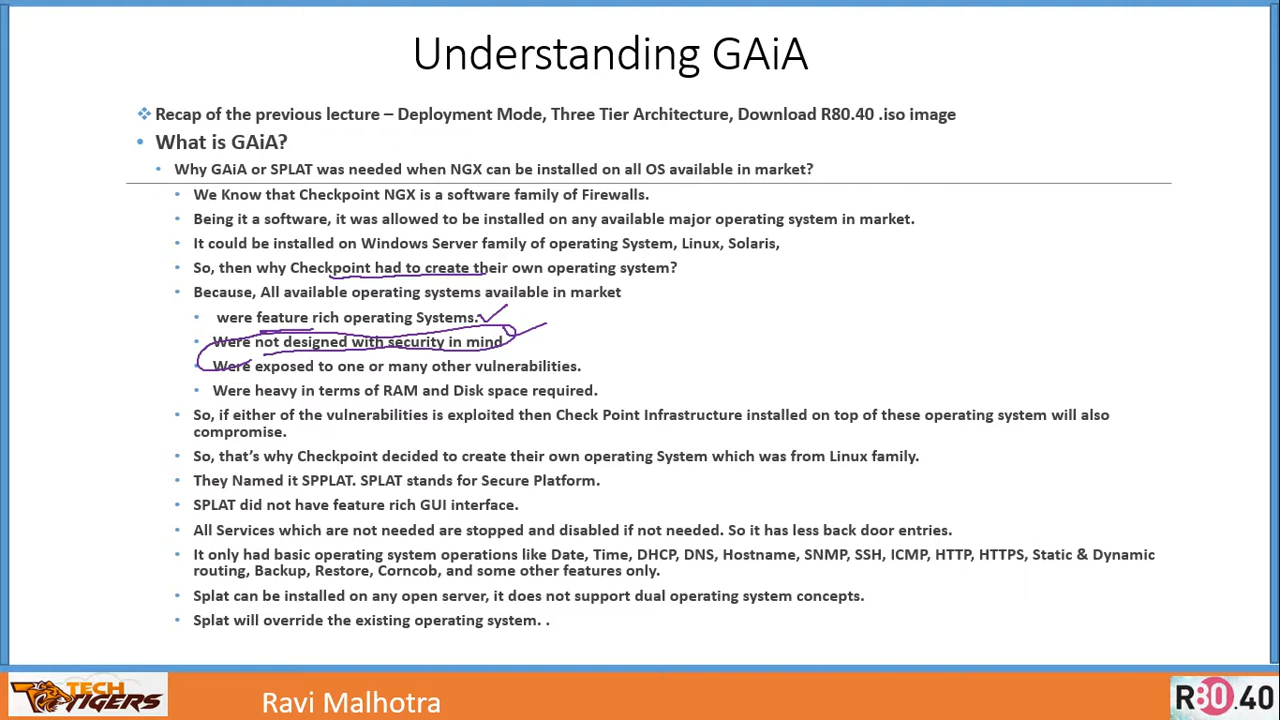 Understanding GAiA
Recap of the previous lecture – Deployment Mode, Three Tier Architecture, Download R80.40 .iso image
What is GAiA?
Why GAiA or SPLAT was needed when NGX can be installed on all OS available in market?
We Know that Checkpoint NGX is a software family of Firewalls.
Being it a software, it was allowed to be installed on any available major operating system in market.
It could be installed on Windows Server family of operating System, Linux, Solaris,
So, then why Checkpoint had to create their own operating system?
Because, All available operating systems available in market
were feature rich operating Systems.
Were not designed with security in mind
Were exposed to one or many other vulnerabilities.
Were heavy in terms of RAM and Disk space required.
So, if either of the vulnerabilities is exploited then Check Point Infrastructure installed on top of these operating system will also
compromise.
So, that's why Checkpoint decided to create their own operating System which was from Linux family.
They Named it SPPLAT. SPLAT stands for Secure Platform.
SPLAT did not have feature rich GUI interface.
All Services which are not needed are stopped and disabled if not needed. So it has less back door entries.
It only had basic operating system operations like Date, Time, DHCP, DNS, Hostname, SNMP, SSH, ICMP, HTTP, HTTPS, Static & Dynamic
routing, Backup, Restore, Corncob, and some other features only.
Splat can be installed on any open server, it does not support dual operating system concepts.
Splat will override the existing operating system. .
TECH
TIGERS
Ravi Malhotra
R80.40